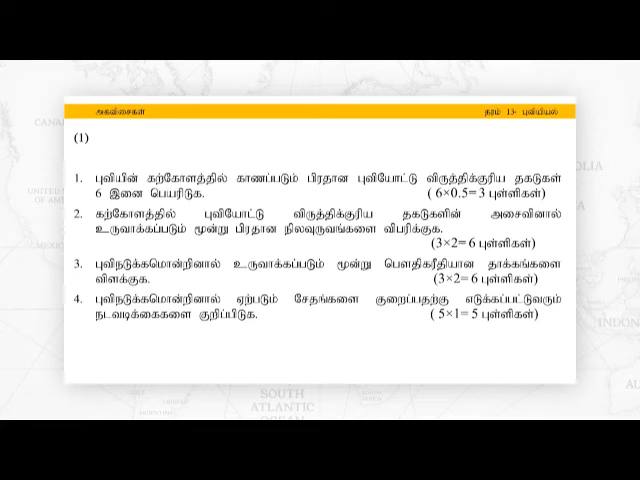 அகவிசைகள் தரம் 13- புவியியல்
(1)
1. புவியின் கற்கோளத்தில் காணப்படும் பிரதான புவியோட்டு விருத்திக்குரிய தகடுகள்
6 இனை பெயரிடுக. ( 6×0.5= 3 புள்ளிகள்)
2. கற்கோளத்தில் புவியோட்டு விருத்திக்குரிய தகடுகளின் அசைவினால்
உருவாக்கப்படும் மூன்று பிரதான நிலவுருவங்களை விபரிக்குக.
(3×2= 6 புள்ளிகள்)
3. புவிநடுக்கமொன்றினால் உருவாக்கப்படும் மூன்று பௌதிகரீதியான தாக்கங்களை
விளக்குக. (3×2= 6 புள்ளிகள்)
4. புவிநடுக்கமொன்றினால் ஏற்படும் சேதங்களை குறைப்பதற்கு எடுக்கப்பட்டுவரும்
நடவடிக்கைகளை குறிப்பிடுக. ( 5×1= 5 புள்ளிகள்)
SOUTH
ATLANTIC